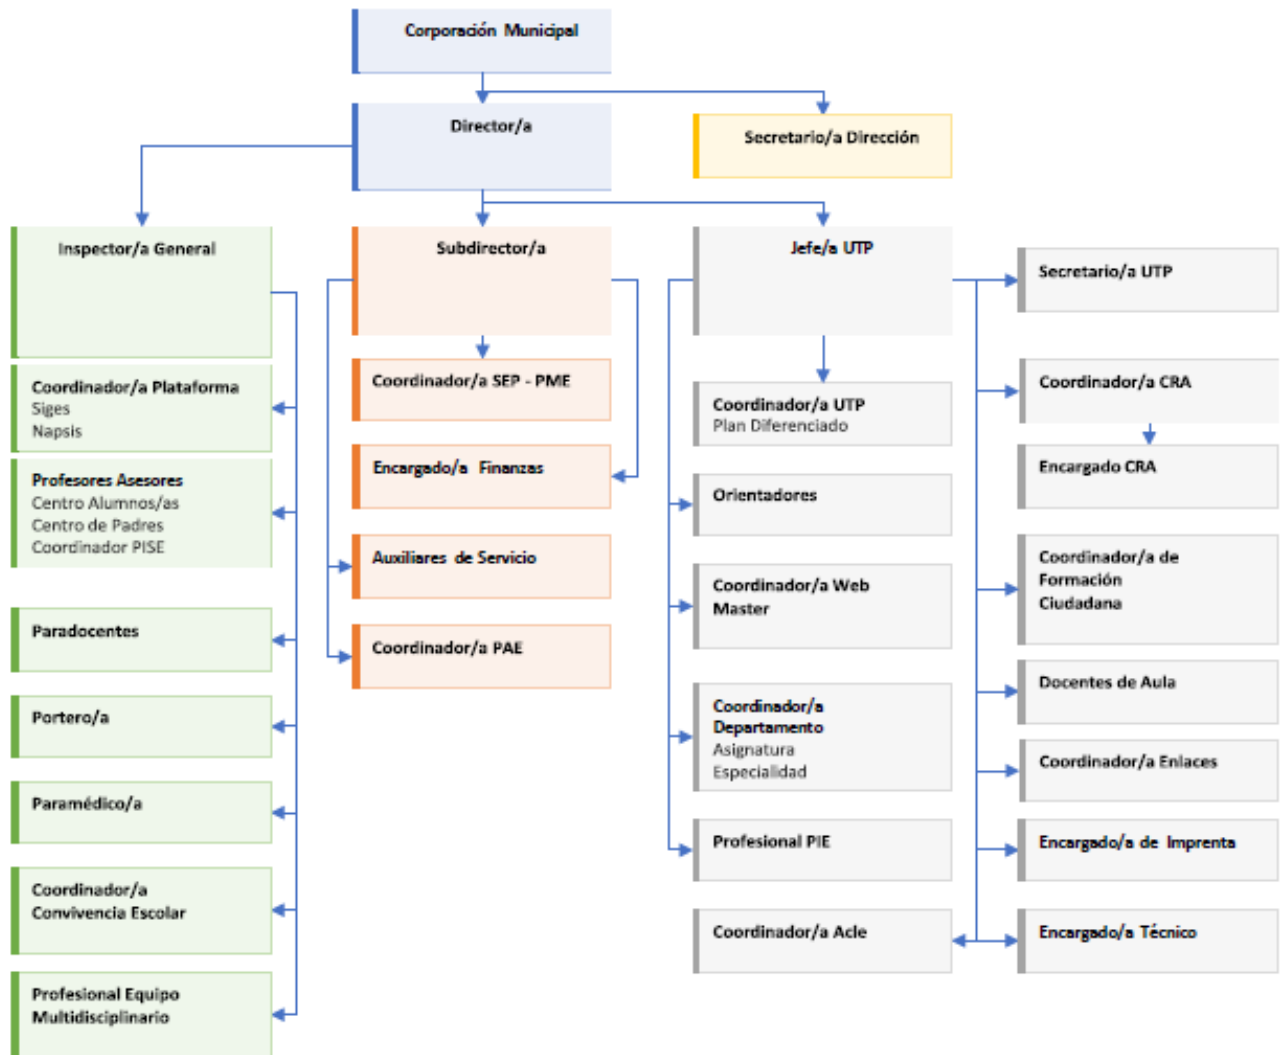 Corporación Municipal
Director/a
Secretario/a Dirección
Inspector/a General
Subdirector/a
Jefe/a UTP
Secretario/a UTP
Coordinador/a Plataforma
Siges
Napsis
Profesores Asesores
Centro Alumnos/as
Centro de Padres
Coordinador PISE
Paradocentes
Portero/a
Paramédico/a
Coordinador/a
Convivencia Escolar
Profesional Equipo
Multidisciplinario
Coordinador/a SEP - PME
Encargado/a Finanzas
Auxiliares de Servicio
Coordinador/a PAE
Coordinador/a UTP
Plan Diferenciado
Orientadores
Coordinador/a Web
Master
Coordinador/a
Departamento
Asignatura
Especialidad
Profesional PIE
Coordinador/a Acle
Coordinador/a CRA
Encargado CRA
Coordinador/a de
Formación
Ciudadana
Docentes de Aula
Coordinador/a Enlaces
Encargado/a de Imprenta
Encargado/a Técnico